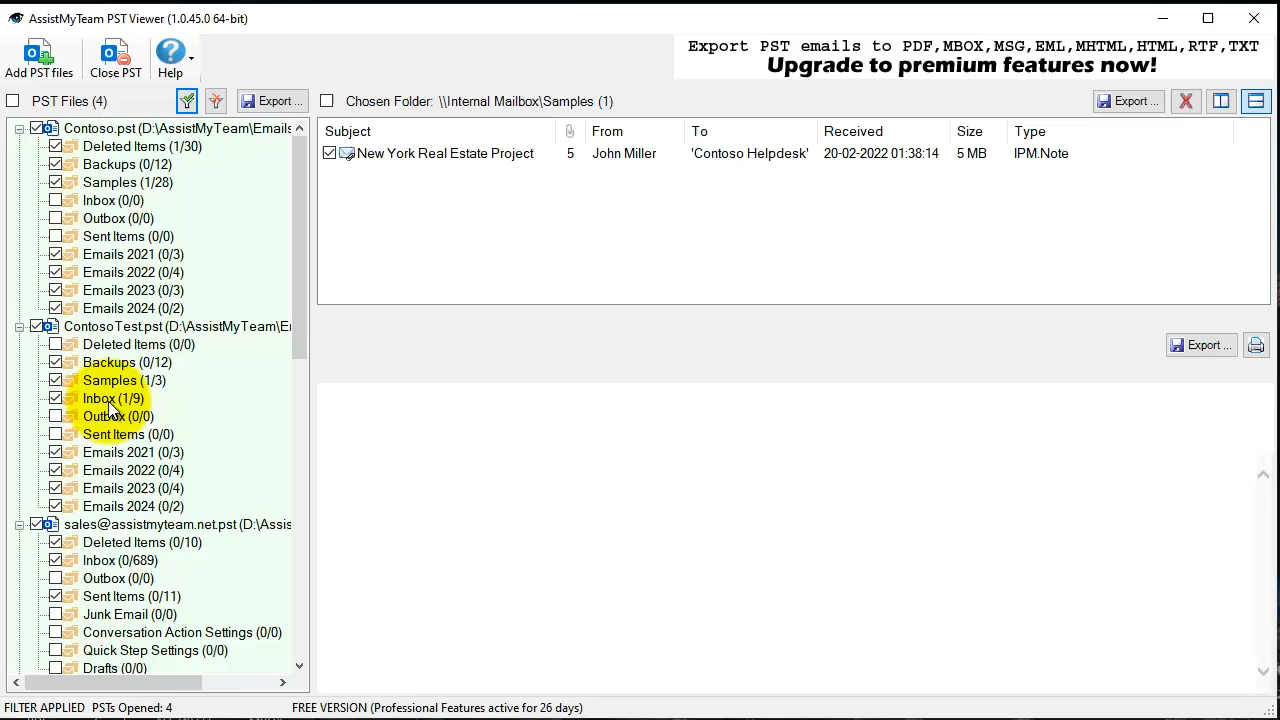 AssistMyTeam PST Viewer (1.0.45.0 64-bit)
Add PST files
Close PST
Help
Export PST emails to PDF,MBOX,MSG,EML,MHTML,HTML,RTF,TXT
Upgrade to premium features now!
PST Files (4)
Export ...
Chosen Folder: \\Internal Mailbox\Samples (1)
Export ...
Contoso.pst (D:\AssistMyTeam\Emails
Deleted Items (1/30)
Backups (0/12)
Samples (1/28)
Inbox (0/0)
Outbox (0/0)
Sent Items (0/0)
Emails 2021 (0/3)
Emails 2022 (0/4)
Emails 2023 (0/3)
Emails 2024 (0/2)
ContosoTest.pst (D:\AssistMyTeam\E
Deleted Items (0/0)
Backups (0/12)
Samples (1/3)
Inbox (1/9)
Outbox (0/0)
Sent Items (0/0)
Emails 2021 (0/3)
Emails 2022 (0/4)
Emails 2023 (0/4)
Emails 2024 (0/2)
sales@assistmyteam.net.pst (D:\Assis
Deleted Items (0/10)
Inbox (0/689)
Outbox (0/0)
Sent Items (0/11)
Junk Email (0/0)
Conversation Action Settings (0/0)
Quick Step Settings (0/0)
Drafts (0/0)
Subject From To Received Size Type
New York Real Estate Project 5 John Miller 'Contoso Helpdesk' 20-02-2022 01:38:14 5 MB IPM.Note
Export ...
FILTER APPLIED PSTs Opened: 4 FREE VERSION (Professional Features active for 26 days)